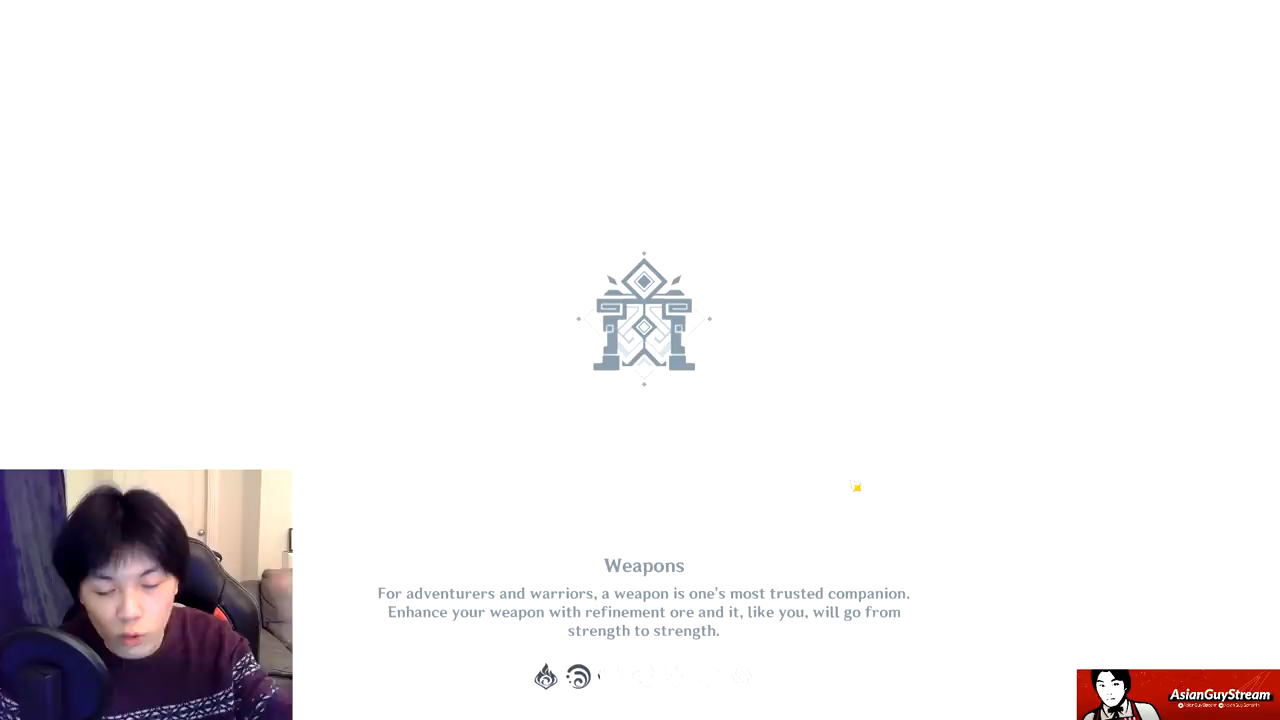 Weapons
For adventurers and warriors, a weapon is one's most trusted companion.
Enhance your weapon with refinement ore and it, like you, will go from
strength to strength.
AsianGuyStream